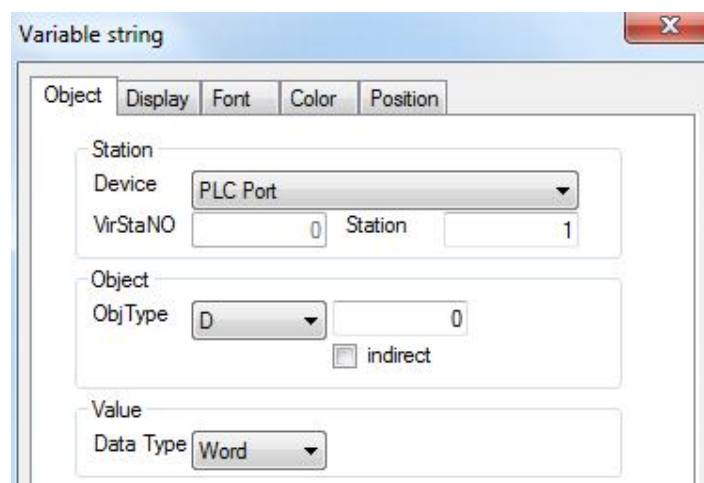 Variable string
Object Display Font Color Position
Station
Device PLC Port
VirStaNO 0 Station 1
Object
ObjType D 0
indirect
Value
Data Type Word